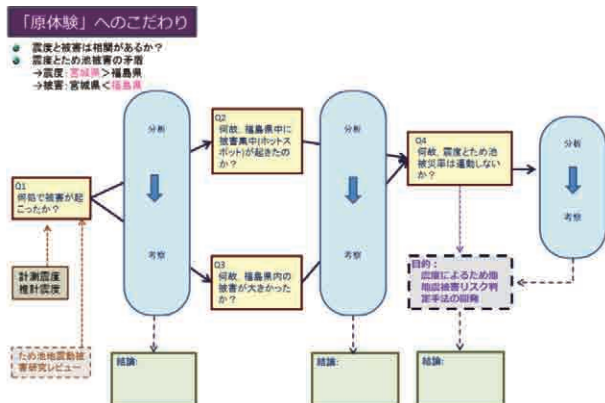 「原体験」へのこだわり
震度と被害は相関があるか？
震度とため池被害の矛盾
→震度：宮城県＞福島県
→被害：宮城県＜福島県
Q1
何処で被害が起
こったか？
計測震度
推計震度
ため池地震動被
害研究レビュー
分析
考察
結論：
Q2
何故、福島県中に
被害集中(ホットス
ポット)が起きたの
か？
Q3
何故、福島県内の
被害が大きかった
か？
分析
考察
結論：
Q4
何故、震度とため池
被災率は連動しない
か？
目的：
震度によるため池
地震被害リスク判
定手法の開発
結論：
分析
考察